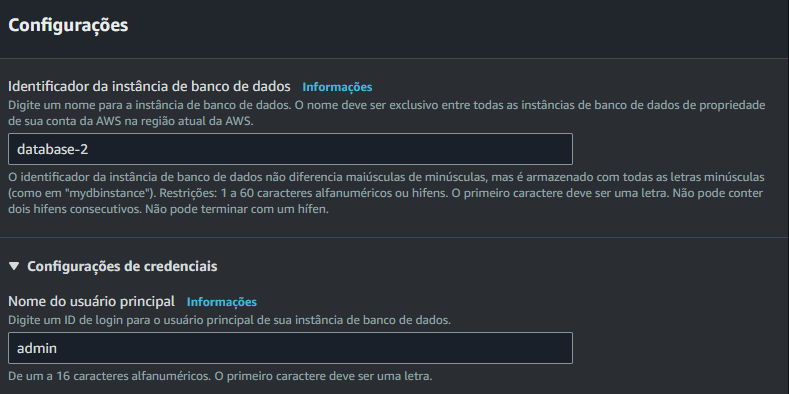 Configurações
Identificador da instância de banco de dados Informações
Digite um nome para a instância de banco de dados. O nome deve ser exclusivo entre todas as instâncias de banco de dados de propriedade
de sua conta da AWS na região atual da AWS.
database-2
O identificador da instância de banco de dados não diferencia maiúsculas de minúsculas, mas é armazenado com todas as letras minúsculas
(como em "mydbinstance"). Restrições: 1 a 60 caracteres alfanuméricos ou hifens. O primeiro caractere deve ser uma letra. Não pode conter
dois hifens consecutivos. Não pode terminar com um hífen.
Configurações de credenciais
Nome do usuário principal Informações
Digite um ID de login para o usuário principal de sua instância de banco de dados.
admin
De um a 16 caracteres alfanuméricos. O primeiro caractere deve ser uma letra.